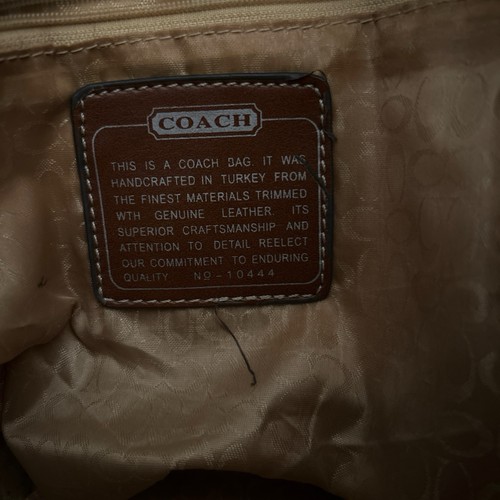 COACH
THIS IS A COACH BAG. IT WAS
HANDCRAFTED IN TURKEY FROM
THE FINEST MATERIALS TRIMMED
WTH GENUINE LEATHER. ITS
SUPERIOR CRAFTSMANSHIP AND
ATTENTION TO DETAIL REELECT
OUR COMMITMENT TO ENDURING
QUALITY No-10444